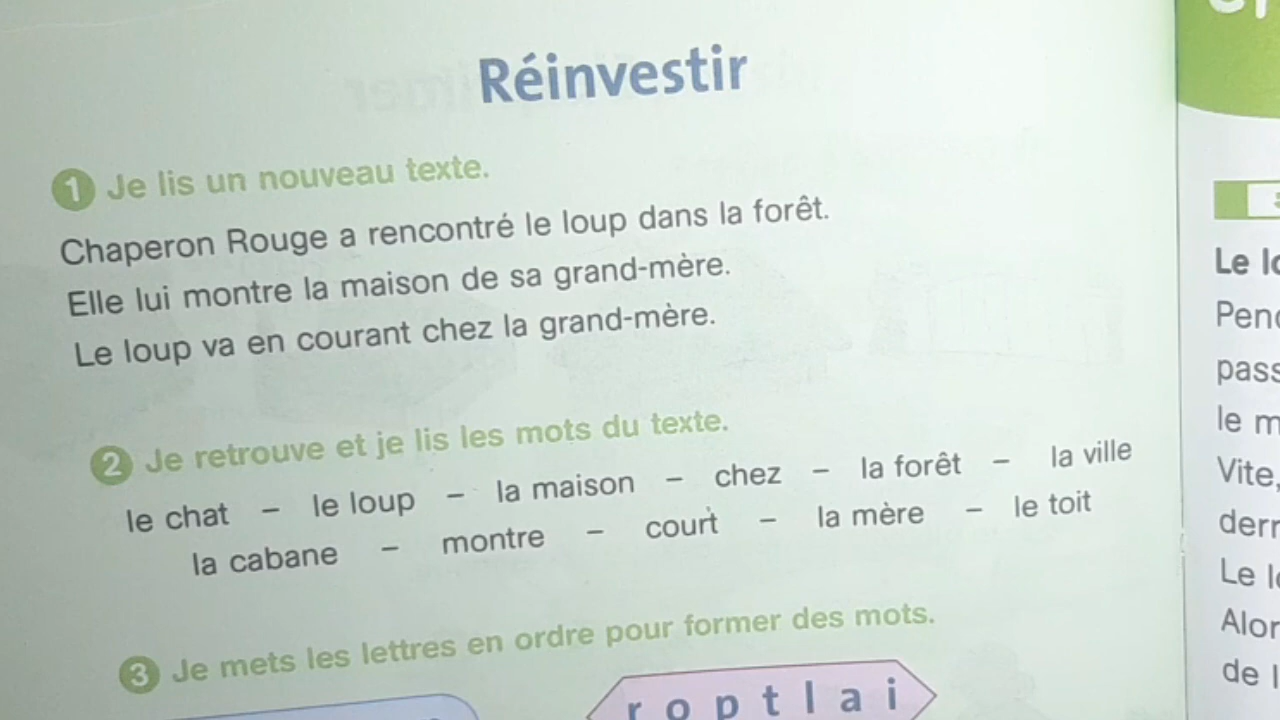 Réinvestir
1 Je lis un nouveau texte.
Chaperon Rouge a rencontré le loup dans la forêt.
Elle lui montre la maison de sa grand-mère.
Le loup va en courant chez la grand-mère.
2 Je retrouve et je lis les mots du texte.
le chat – le loup – la maison – chez – la forêt – la ville
la cabane – montre – court – la mère – le toit
3 Je mets les lettres en ordre pour former des mots.
r o p t l a i
Le
pass
le m
Vite,
Le
de